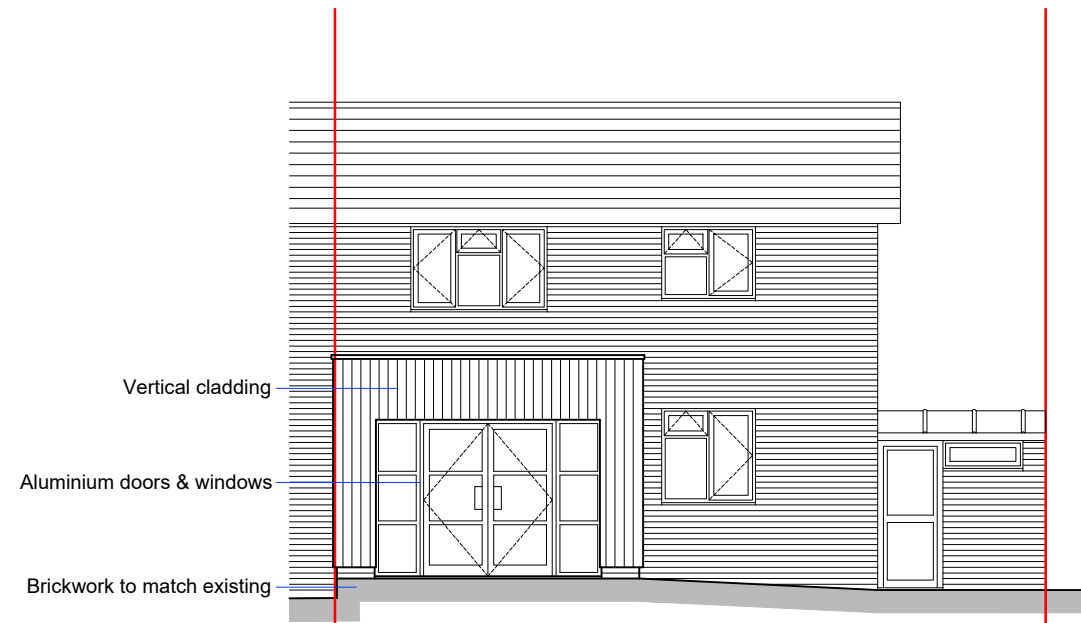 Vertical cladding
Aluminium doors & windows
Brickwork to match existing